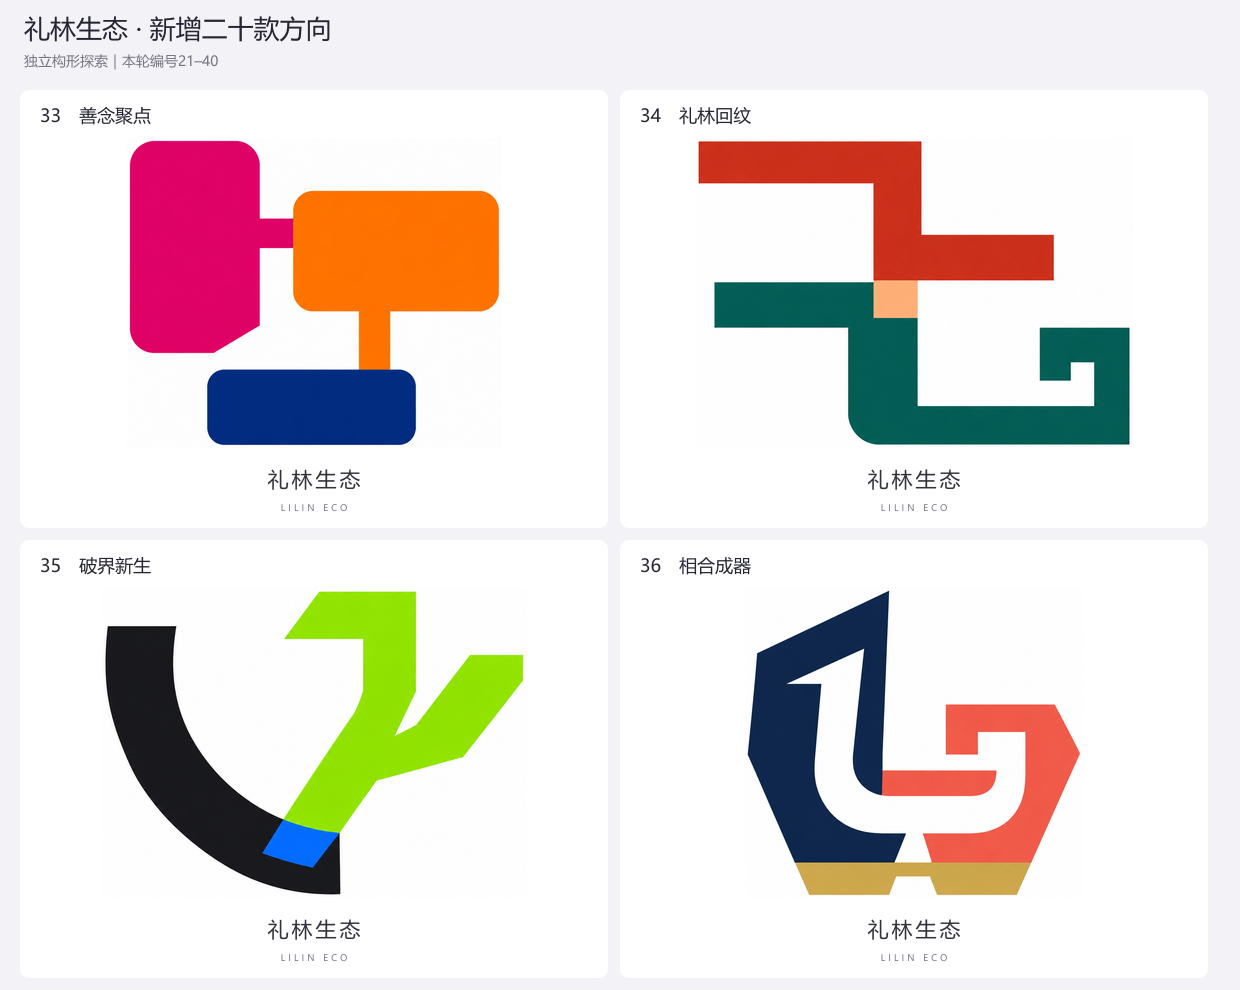 礼林生态 · 新增二十款方向
独立构形探索｜本轮编号21–40
33 善念聚点
礼林生态
LILIN ECO
34 礼林回纹
礼林生态
LILIN ECO
35 破界新生
礼林生态
LILIN ECO
36 相合成器
礼林生态
LILIN ECO